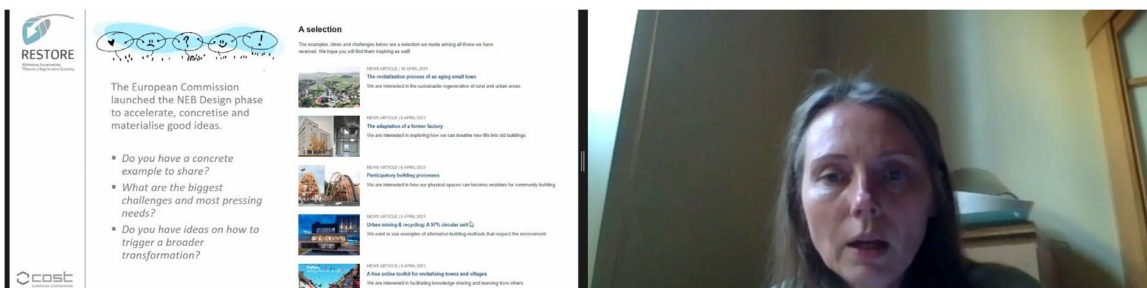 RESTORE
Rethinking Sustainability
Towards a Regenerative Economy
The European Commission
launched the NEB Design phase
to accelerate, concretise and
materialise good ideas.
▪ Do you have a concrete
example to share?
▪ What are the biggest
challenges and most pressing
needs?
▪ Do you have ideas on how to
trigger a broader
transformation?
cost
EUROPEAN COOPERATION
A selection
The examples, ideas and challenges below are a selection we made among all those we have
received. We hope you will find them inspiring as well!
NEWS ARTICLE | 19 APRIL 2021
The revitalization process of an aging small town
We are interested in the sustainable regeneration of rural and urban areas.
NEWS ARTICLE | 8 APRIL 2021
The adaptation of a former factory
We are interested in exploring how we can breathe new life into old buildings.
NEWS ARTICLE | 6 APRIL 2021
Participatory building processes
We are interested in how our physical spaces can become enablers for community building.
NEWS ARTICLE | 5 APRIL 2021
Urban mining & recycling: A 97% circular unit
We want to see examples of alternative building methods that respect the environment.
NEWS ARTICLE | 5 APRIL 2021
A free online toolkit for revitalising towns and villages
We are interested in facilitating knowledge sharing and learning from others.